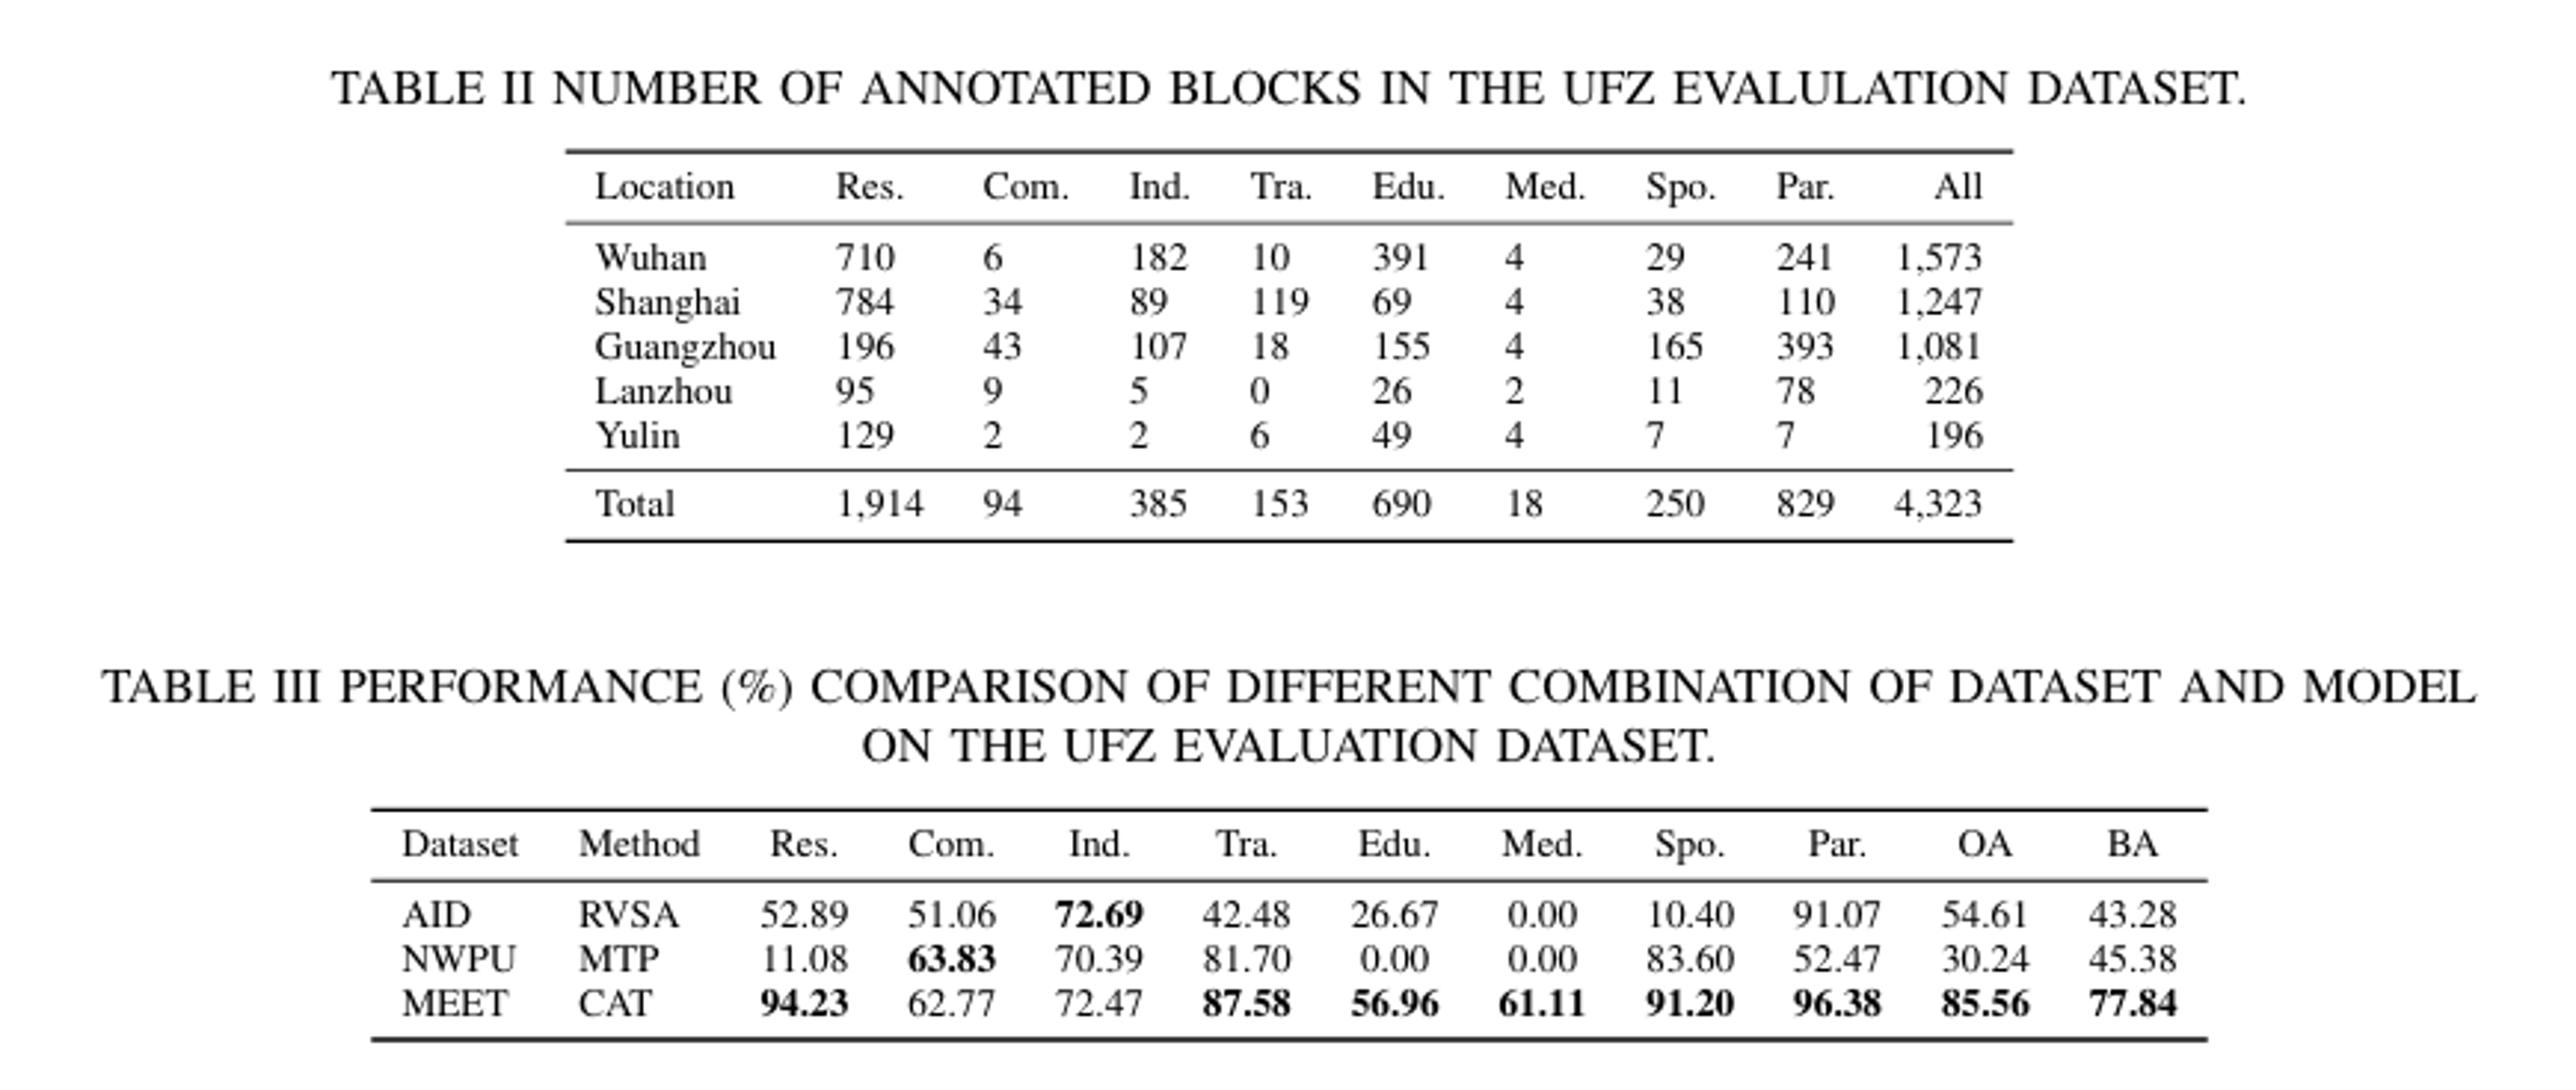 TABLE II NUMBER OF ANNOTATED BLOCKS IN THE UFZ EVALULATION DATASET.
Location Res. Com. Ind. Tra. Edu. Med. Spo. Par. All
Wuhan 710 6 182 10 391 4 29 241 1,573
Shanghai 784 34 89 119 69 4 38 110 1,247
Guangzhou 196 43 107 18 155 4 165 393 1,081
Lanzhou 95 9 5 0 26 2 11 78 226
Yulin 129 2 2 6 49 4 7 7 196
Total 1,914 94 385 153 690 18 250 829 4,323
TABLE III PERFORMANCE (%) COMPARISON OF DIFFERENT COMBINATION OF DATASET AND MODEL
ON THE UFZ EVALUATION DATASET.
Dataset Method Res. Com. Ind. Tra. Edu. Med. Spo. Par. OA BA
AID RVSA 52.89 51.06 72.69 42.48 26.67 0.00 10.40 91.07 54.61 43.28
NWPU MTP 11.08 63.83 70.39 81.70 0.00 0.00 83.60 52.47 30.24 45.38
MEET CAT 94.23 62.77 72.47 87.58 56.96 61.11 91.20 96.38 85.56 77.84